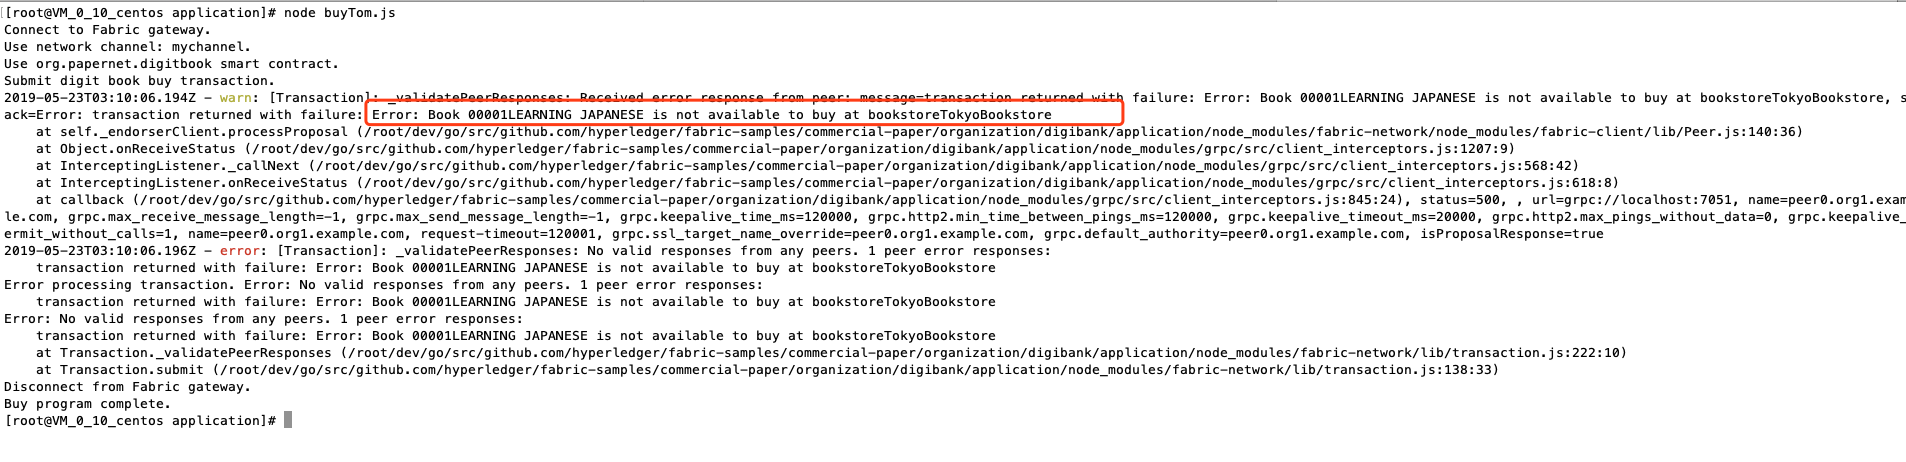 [root@VM_0_10_centos application]# node buyTom.js
Connect to Fabric gateway.
Use network channel: mychannel.
Use org.papernet.digitbook smart contract.
Submit digit book buy transaction.
2019-05-23T03:10:06.194Z - warn: [Transaction]: _validatePeerResponses: Received error response from peer: message=transaction returned with failure: Error: Book 00001LEARNING JAPANESE is not available to buy at bookstoreTokyoBookstore, s
ack=Error: transaction returned with failure: Error: Book 00001LEARNING JAPANESE is not available to buy at bookstoreTokyoBookstore
    at self._endorserClient.processProposal (/root/dev/go/src/github.com/hyperledger/fabric-samples/commercial-paper/organization/digibank/application/node_modules/fabric-network/node_modules/fabric-client/lib/Peer.js:140:36)
    at Object.onReceiveStatus (/root/dev/go/src/github.com/hyperledger/fabric-samples/commercial-paper/organization/digibank/application/node_modules/grpc/src/client_interceptors.js:1207:9)
    at InterceptingListener._callNext (/root/dev/go/src/github.com/hyperledger/fabric-samples/commercial-paper/organization/digibank/application/node_modules/grpc/src/client_interceptors.js:568:42)
    at InterceptingListener.onReceiveStatus (/root/dev/go/src/github.com/hyperledger/fabric-samples/commercial-paper/organization/digibank/application/node_modules/grpc/src/client_interceptors.js:618:8)
    at callback (/root/dev/go/src/github.com/hyperledger/fabric-samples/commercial-paper/organization/digibank/application/node_modules/grpc/src/client_interceptors.js:845:24), status=500, , url=grpc://localhost:7051, name=peer0.org1.exam
le.com, grpc.max_receive_message_length=-1, grpc.max_send_message_length=-1, grpc.keepalive_time_ms=120000, grpc.http2.min_time_between_pings_ms=120000, grpc.keepalive_timeout_ms=20000, grpc.http2.max_pings_without_data=0, grpc.keepalive_
ermit_without_calls=1, name=peer0.org1.example.com, request-timeout=120001, grpc.ssl_target_name_override=peer0.org1.example.com, grpc.default_authority=peer0.org1.example.com, isProposalResponse=true
2019-05-23T03:10:06.196Z - error: [Transaction]: _validatePeerResponses: No valid responses from any peers. 1 peer error responses:
    transaction returned with failure: Error: Book 00001LEARNING JAPANESE is not available to buy at bookstoreTokyoBookstore
Error processing transaction. Error: No valid responses from any peers. 1 peer error responses:
    transaction returned with failure: Error: Book 00001LEARNING JAPANESE is not available to buy at bookstoreTokyoBookstore
Error: No valid responses from any peers. 1 peer error responses:
    transaction returned with failure: Error: Book 00001LEARNING JAPANESE is not available to buy at bookstoreTokyoBookstore
    at Transaction._validatePeerResponses (/root/dev/go/src/github.com/hyperledger/fabric-samples/commercial-paper/organization/digibank/application/node_modules/fabric-network/lib/transaction.js:222:10)
    at Transaction.submit (/root/dev/go/src/github.com/hyperledger/fabric-samples/commercial-paper/organization/digibank/application/node_modules/fabric-network/lib/transaction.js:138:33)
Disconnect from Fabric gateway.
Buy program complete.
[root@VM_0_10_centos application]#